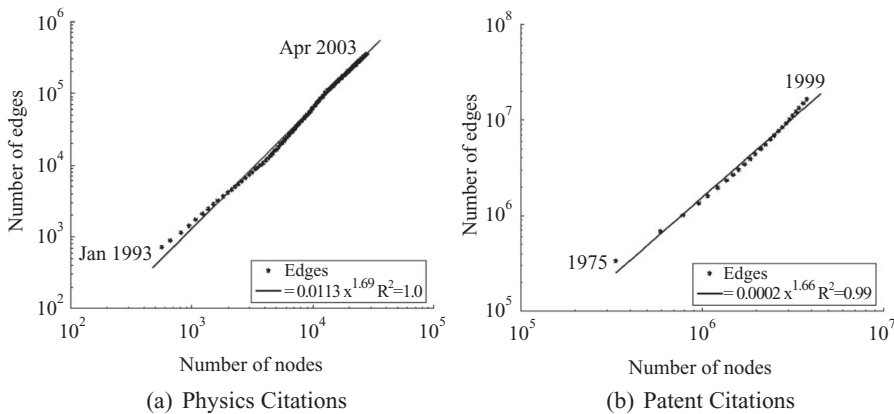 10^6
Apr 2003
10^5
Number of edges
10^4
10^3
Jan 1993
* Edges
= 0.0113 x^1.69 R^2=1.0
10^2
10^2 10^3 10^4 10^5
Number of nodes
(a) Physics Citations
10^8
1999
10^7
Number of edges
10^6
1975
* Edges
= 0.0002 x^1.66 R^2=0.99
10^5
10^5 10^6 10^7
Number of nodes
(b) Patent Citations